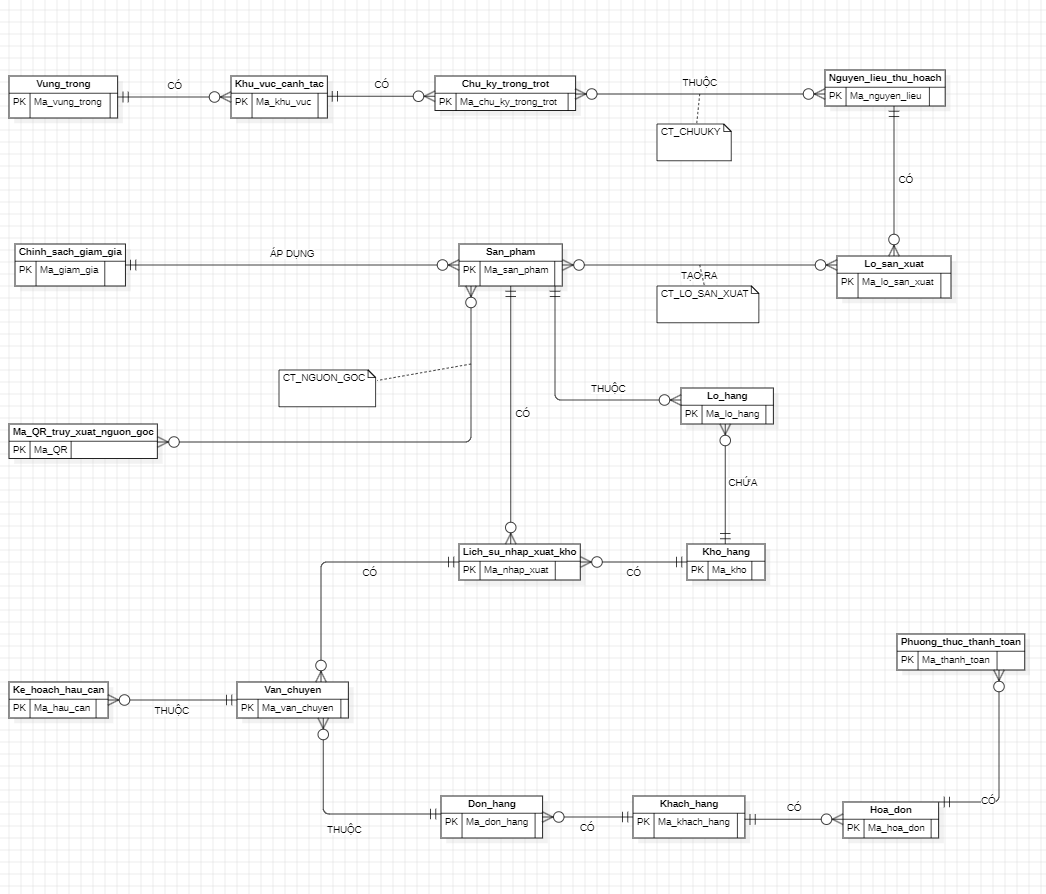 Vung_trong
PK Ma_vung_trong
CÓ
Khu_vuc_canh_tac
PK Ma_khu_vuc
CÓ
Chu_ky_trong_trot
PK Ma_chu_ky_trong_trot
THUỘC
CT_CHUUKY
Nguyen_lieu_thu_hoach
PK Ma_nguyen_lieu
CÓ
Chinh_sach_giam_gia
PK Ma_giam_gia
ÁP DỤNG
San_pham
PK Ma_san_pham
TẠO RA
CT_LO_SAN_XUAT
Lo_san_xuat
PK Ma_lo_san_xuat
CT_NGUON_GOC
CÓ
THUỘC
Lo_hang
PK Ma_lo_hang
Ma_QR_truy_xuat_nguon_goc
PK Ma_QR
CHỨA
Lich_su_nhap_xuat_kho
PK Ma_nhap_xuat
CÓ
CÓ
Kho_hang
PK Ma_kho
Phuong_thuc_thanh_toan
PK Ma_thanh_toan
Ke_hoach_hau_can
PK Ma_hau_can
THUỘC
Van_chuyen
PK Ma_van_chuyen
THUỘC
Don_hang
PK Ma_don_hang
CÓ
Khach_hang
PK Ma_khach_hang
CÓ
Hoa_don
PK Ma_hoa_don
CÓ